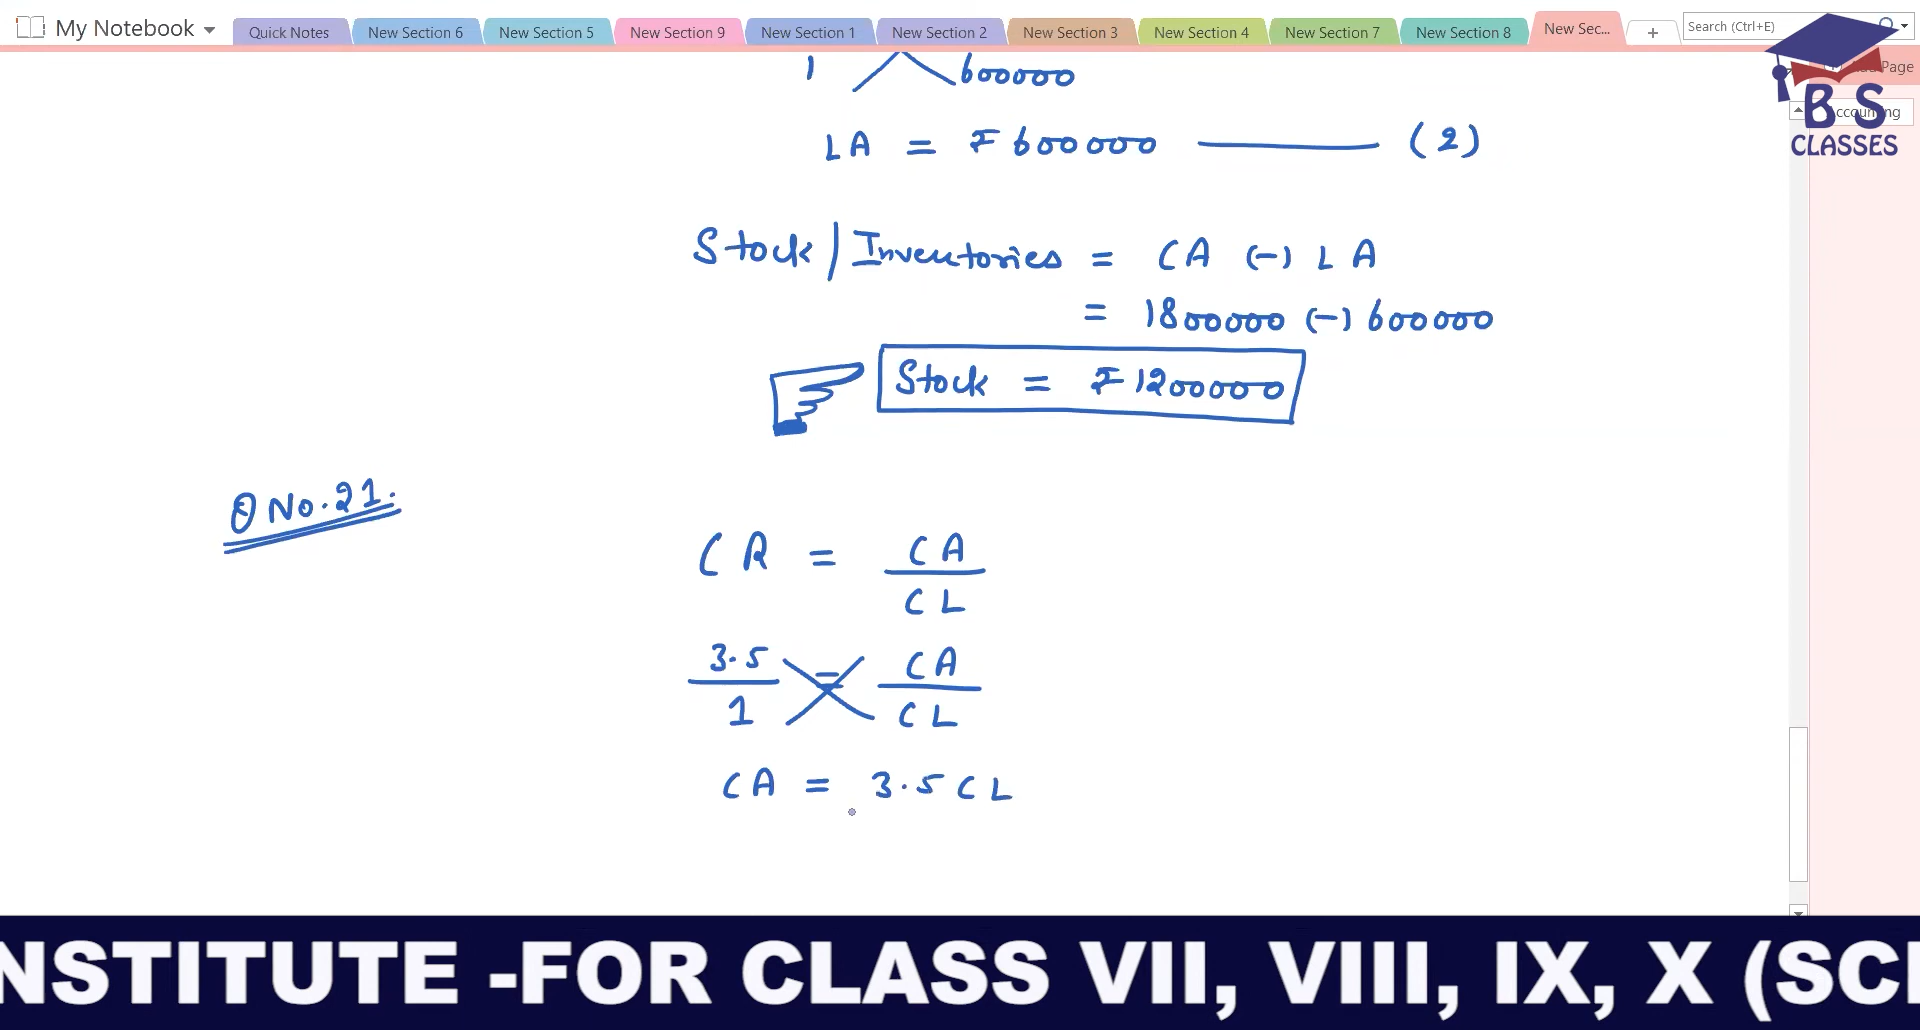 My Notebook
Quick Notes
New Section 6
New Section 5
New Section 9
New Section 1
New Section 2
New Section 3
New Section 4
New Section 7
New Section 8
New Sec...
Search (Ctrl+E)
Page
BS
CLASSES
1 600000
LA = ₹ 600000 ——— (2)
Stock / Inventories = CA (-) LA
= 1800000 (-) 600000
Stock = ₹ 1200000
Q No. 21.
CR = CA
CL
3.5 = CA
1 CL
CA = 3.5 CL
NSTITUTE -FOR CLASS VII, VIII, IX, X (SC